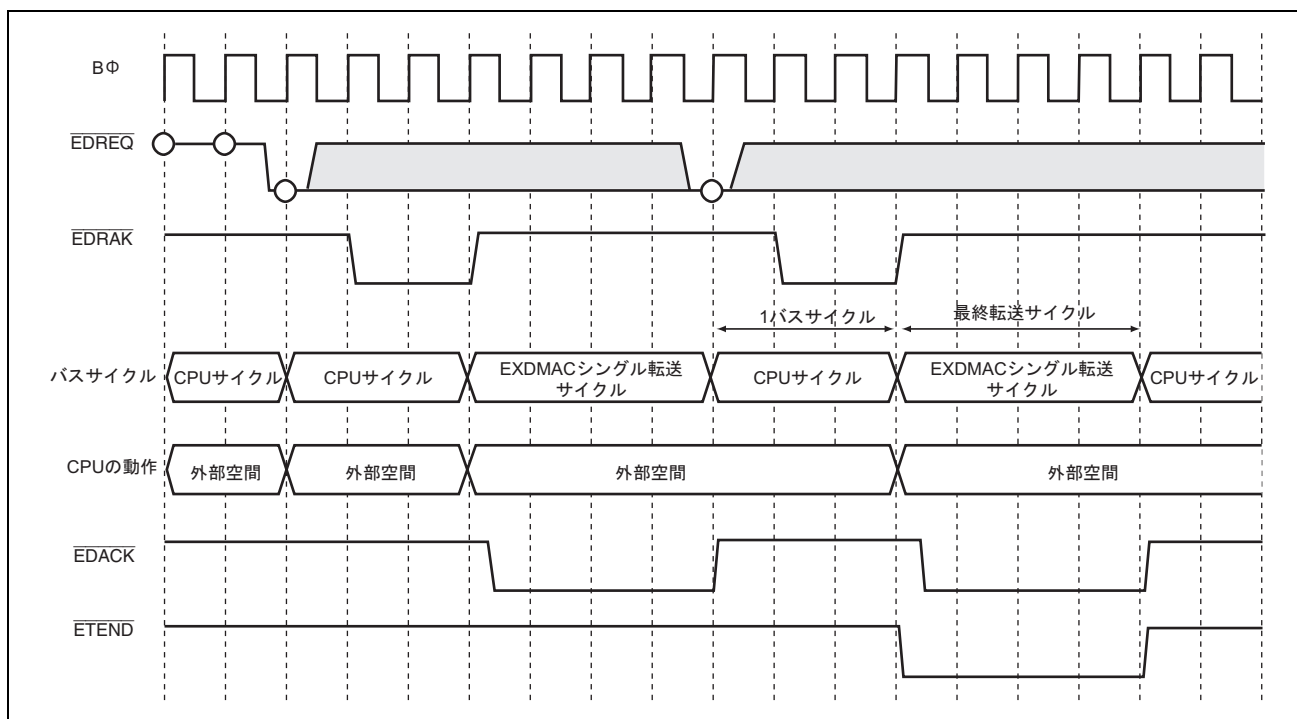 BΦ
EDREQ
EDRAK
1バスサイクル
最終転送サイクル
バスサイクル
CPUサイクル
CPUサイクル
EXDMACシングル転送
サイクル
CPUサイクル
EXDMACシングル転送
サイクル
CPUサイクル
CPUの動作
外部空間
外部空間
外部空間
外部空間
EDACK
ETEND